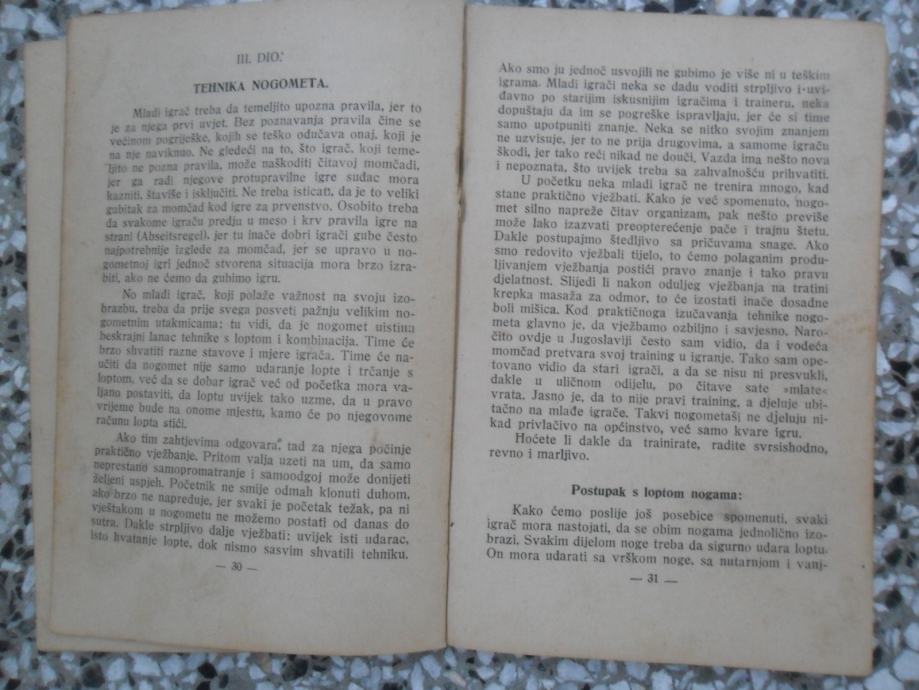 III. DIO.
TEHNIKA NOGOMETA.
Mladi igrač treba da temeljito upozna pravila, jer to
je za njega prvi uvjet. Bez poznavanja pravila čine se
većinom pogriješke, kojih se teško odučava onaj, koji je
na nje naviknuo. Ne gledeći na to, što igrač, koji teme-
ljito ne pozna pravila, može naškoditi čitavoj momčadi,
jer ga radi njegove protupravilne igre sudac mora
kazniti, štaviše i isključiti. Ne treba isticati, da je to veliki
gabitak za momčad kod igre za prvenstvo. Osobito treba
da svakome igraču predju u meso i krv pravila igre na
strani (Abseitsregel), jer tu inače dobri igrači gube često
najpotrebnije izglede za momčad, jer se upravo u no-
gometnoj igri jednoč stvorena situacija mora brzo izra-
biti, ako ne ćemo da gubimo igru.
No mladi igrač, koji polaže važnost na svoju izo-
brazbu, treba da prije svega posveti pažnju velikim no-
gometnim utakmicama; tu vidi, da je nogomet uistinu
beskrajni lanac tehnike s loptom i kombinacija. Time će
brzo shvatiti razne stavove i mjere igrača. Time će na-
učiti da nogomet nije samo udaranje lopte i trčanje s
loptom, već da se dobar igrač već od početka mora va-
ljano postaviti, da loptu uvijek tako uzme, da u pravo
vrijeme bude na onome mjestu, kamo će po njegovome
računu lopta stići.
Ako tim zahtjevima odgovara, tad za njega počinje
praktično vježbanje. Pritom valja uzeti na um, da samo
neprestano samopromatranje i samoodgoj može donijeti
željeni uspjeh. Početnik ne smije odmah klonuti duhom,
ako brzo ne napreduje, jer svaki je početak težak, pa ni
vještakom u nogometu ne možemo postati od danas do
sutra. Dakle strpljivo dalje vježbati: uvijek isti udarac,
isto hvatanje lopte, dok nismo sasvim shvatili tehniku.
— 30 —
Ako smo ju jednoč usvojili ne gubimo je više ni u teškim
igrama. Mladi igrači neka se dadu voditi strpljivo i uvi-
đavno po starijim iskusnijim igračima i traineru, neka
dopuštaju da im se pogreške ispravljaju, jer će si time
samo upotpuniti znanje. Neka se nitko svojim znanjem
ne uzvisuje, jer to ne prija drugovima, a samome igraču
škodi, jer tako reći nikad ne douči. Vazda ima nešto nova
i nepoznata, što uvijek treba sa zahvalnošću prihvatiti.
U početku neka mladi igrač ne trenira mnogo, kad
stane praktično vježbati. Kako je već spomenuto, nogo-
met silno napreže čitav organizam, pak nešto previše
može lako izazvati preopterećenje pače i trajnu štetu.
Dakle postupajmo štedljivo sa pričuvama snage. Ako
smo redovito vježbali tijelo, to ćemo polaganim produ-
ljivanjem vježbanja postići pravo znanje i tako pravu
djelatnost. Slijedi li nakon oduljeg vježbanja na tratini
krepka masaža za odmor, to će izostati inače dosadne
boli mišica. Kod praktičnoga izučavanja tehnike nogo-
meta glavno je, da vježbamo ozbiljno i savjesno. Naro-
čito ovdje u Jugoslaviji često sam vidio, da i vodeća
momčad pretvara svoj training u igranje. Tako sam ope-
tovano vidio da stari igrači, a da se nisu ni presvukli,
dakle u uličnom odijelu, po čitave sate »mlate«
vrata. Jasno je, da to nije pravi training, a djeluje ubi-
tačno na mlađe igrače. Takvi nogometaši ne djeluju ni-
kad privlačivo na općinstvo, već samo kvare igru.
Hoćete li dakle da trainirate, radite svrsishodno,
revno i marljivo.
Postupak s loptom nogama:
Kako ćemo poslije još posebice spomenuti, svaki
igrač mora nastojati, da se obim nogama jednolično izo-
brazi. Svakim dijelom noge treba da sigurno udara loptu.
On mora udarati sa vrškom noge, sa nutarnjom i vanj-
— 31 —